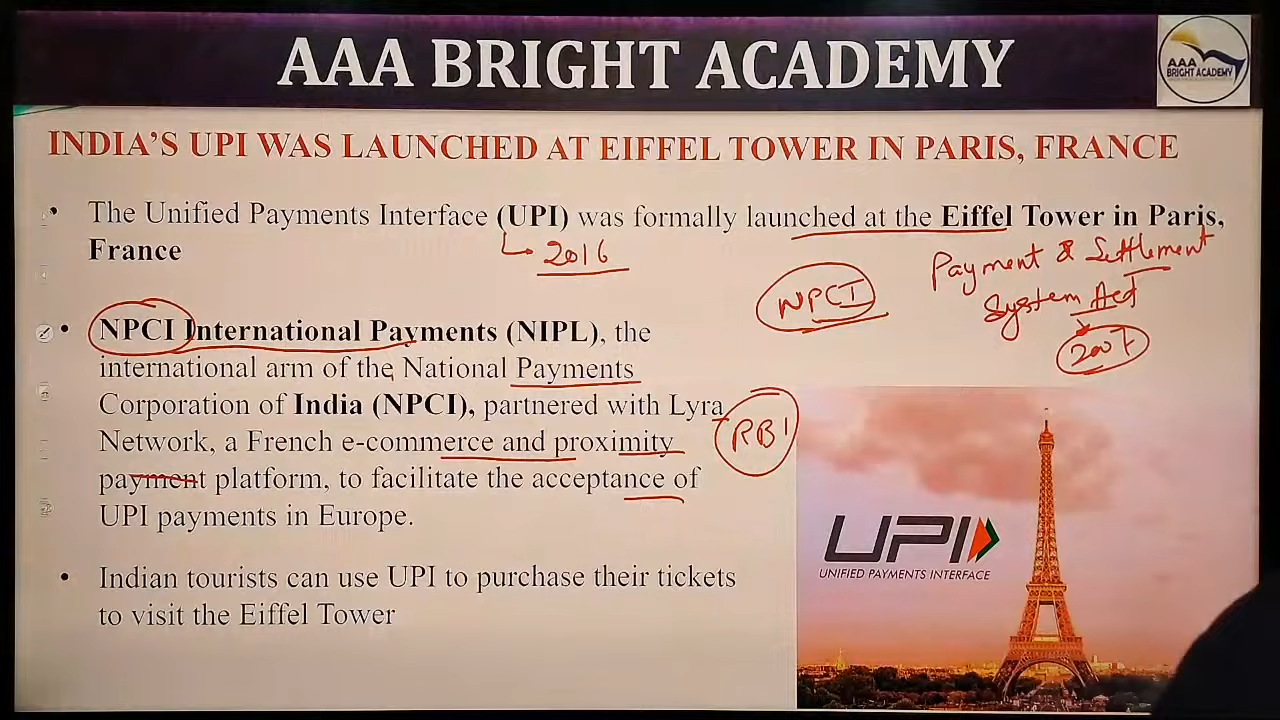 AAA BRIGHT ACADEMY
AAA
BRIGHT ACADEMY
INDIA'S UPI WAS LAUNCHED AT EIFFEL TOWER IN PARIS, FRANCE
• The Unified Payments Interface (UPI) was formally launched at the Eiffel Tower in Paris,
France
2016
Payment & Settlement
System Act
2007
NPCI
• NPCI International Payments (NIPL), the
international arm of the National Payments
Corporation of India (NPCI), partnered with Lyra
Network, a French e-commerce and proximity
payment platform, to facilitate the acceptance of
UPI payments in Europe.
RBI
• Indian tourists can use UPI to purchase their tickets
to visit the Eiffel Tower
UPI
UNIFIED PAYMENTS INTERFACE